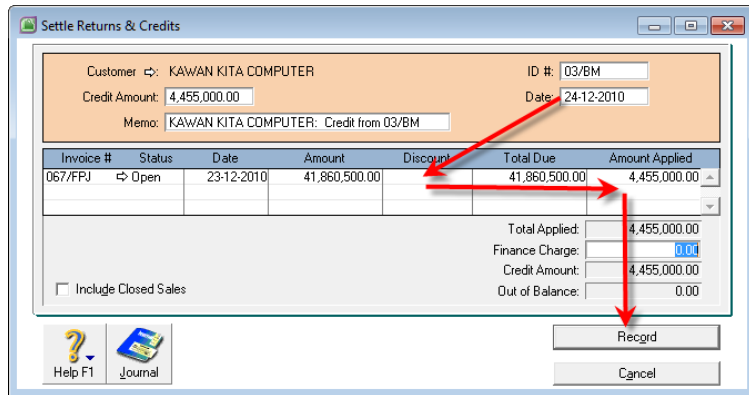 Settle Returns & Credits
Customer ⇨: KAWAN KITA COMPUTER ID #: 03/BM
Credit Amount: 4,455,000.00 Date: 24-12-2010
Memo: KAWAN KITA COMPUTER: Credit from 03/BM
Invoice # Status Date Amount Discount Total Due Amount Applied
067/FPJ ⇨ Open 23-12-2010 41,860,500.00 41,860,500.00 4,455,000.00
Total Applied: 4,455,000.00
Finance Charge: 0.00
Credit Amount: 4,455,000.00
Include Closed Sales Out of Balance: 0.00
Record
Help F1 Journal Cancel